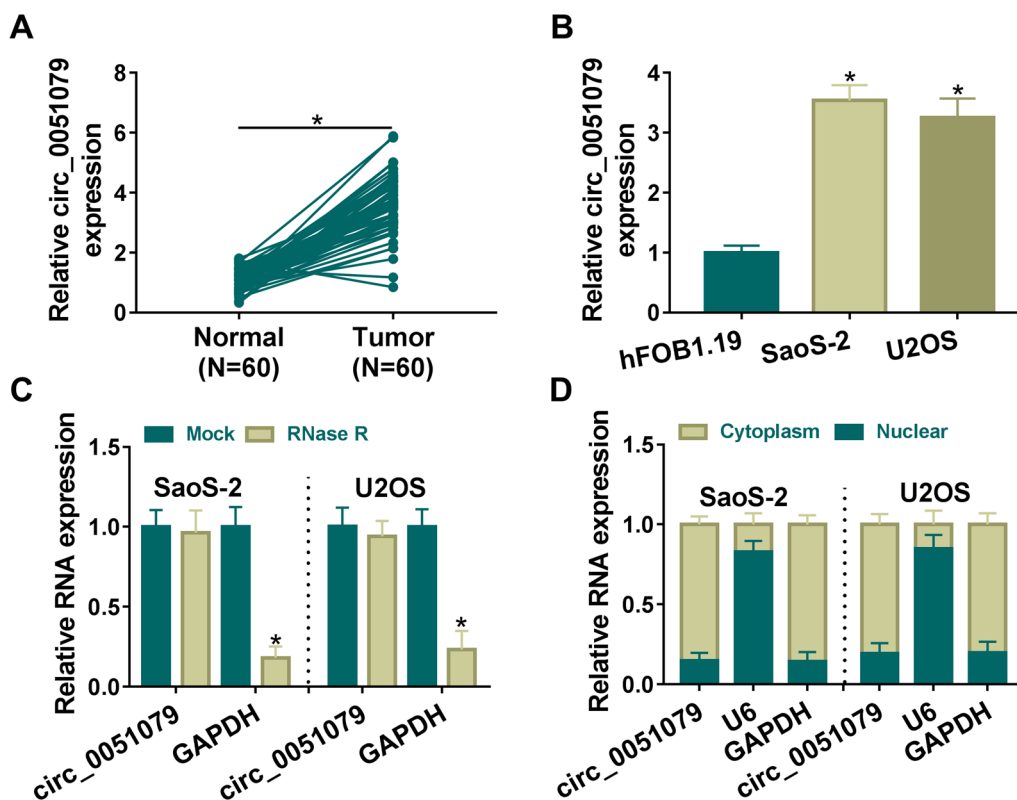 A
Relative circ_0051079
expression
8
6
4
2
0
*
Normal
(N=60)
Tumor
(N=60)
B
Relative circ_0051079
expression
4
3
2
1
0
*
*
hFOB1.19
SaoS-2
U2OS
C
Mock
RNase R
Relative RNA expression
1.5
1.0
0.5
0.0
SaoS-2
U2OS
*
*
circ_0051079
GAPDH
circ_0051079
GAPDH
D
Cytoplasm
Nuclear
Relative RNA expression
1.5
1.0
0.5
0.0
SaoS-2
U2OS
circ_0051079
U6
GAPDH
circ_0051079
U6
GAPDH